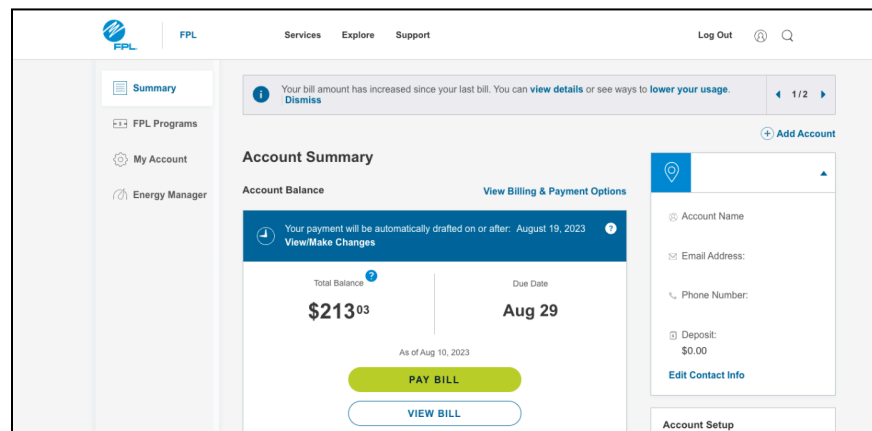 FPL.
FPL
Services Explore Support
Log Out
Summary
FPL Programs
My Account
Energy Manager
i Your bill amount has increased since your last bill. You can view details or see ways to lower your usage.
Dismiss
1/2
+ Add Account
Account Summary
Account Balance
View Billing & Payment Options
Your payment will be automatically drafted on or after: August 19, 2023 ?
View/Make Changes
Total Balance ?
$213 03
Due Date
Aug 29
As of Aug 10, 2023
PAY BILL
VIEW BILL
Account Name
Email Address:
Phone Number:
Deposit:
$0.00
Edit Contact Info
Account Setup